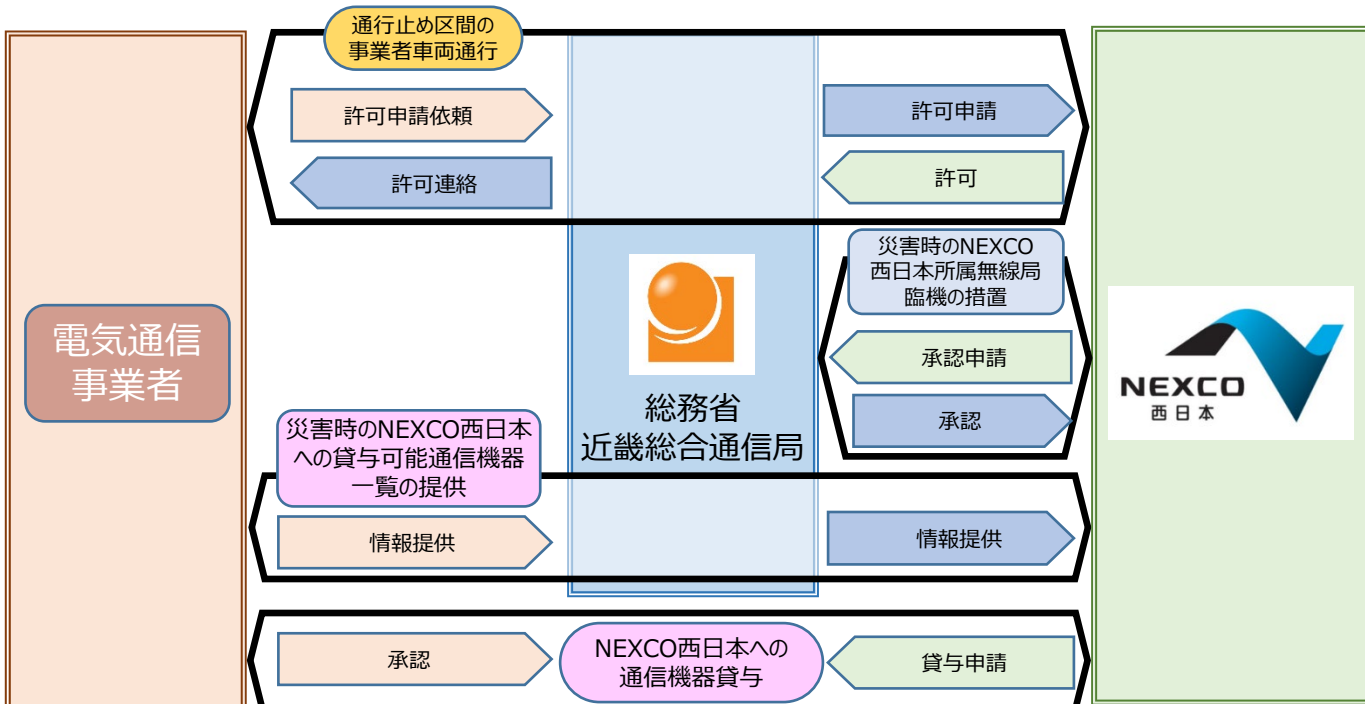 通行止め区間の
事業者車両通行
許可申請依頼
許可申請
許可連絡
許可
災害時のNEXCO
西日本所属無線局
臨機の措置
電気通信
事業者
承認申請
承認
NEXCO
西日本
総務省
近畿総合通信局
災害時のNEXCO西日本
への貸与可能通信機器
一覧の提供
情報提供
情報提供
承認
NEXCO西日本への
通信機器貸与
貸与申請